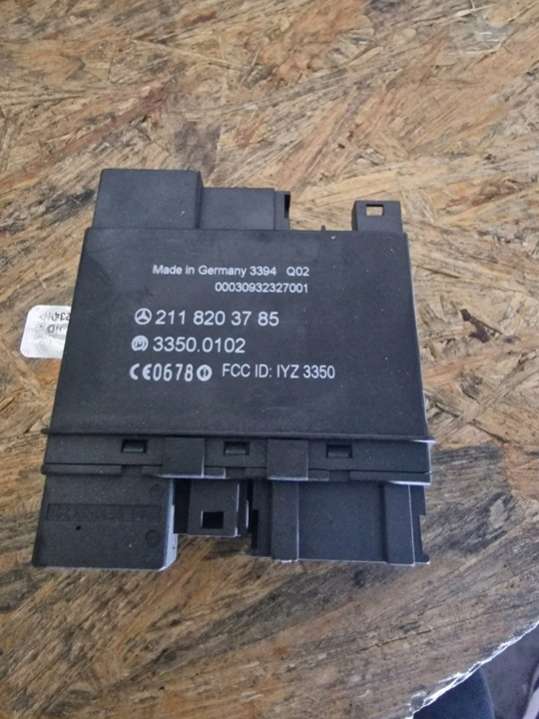 Made in Germany 3394 Q02
00030932327001
211 820 37 85
3350.0102
CE0678 FCC ID: IYZ 3350